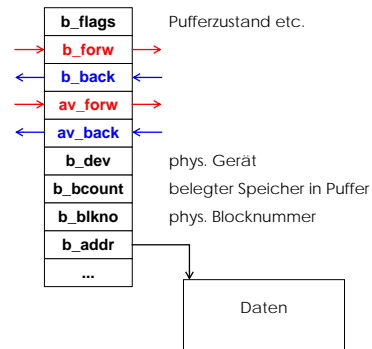 b_flags Pufferzustand etc.
b_forw
b_back
av_forw
av_back
b_dev phys. Gerät
b_bcount belegter Speicher in Puffer
b_blkno phys. Blocknummer
b_addr
...
Daten